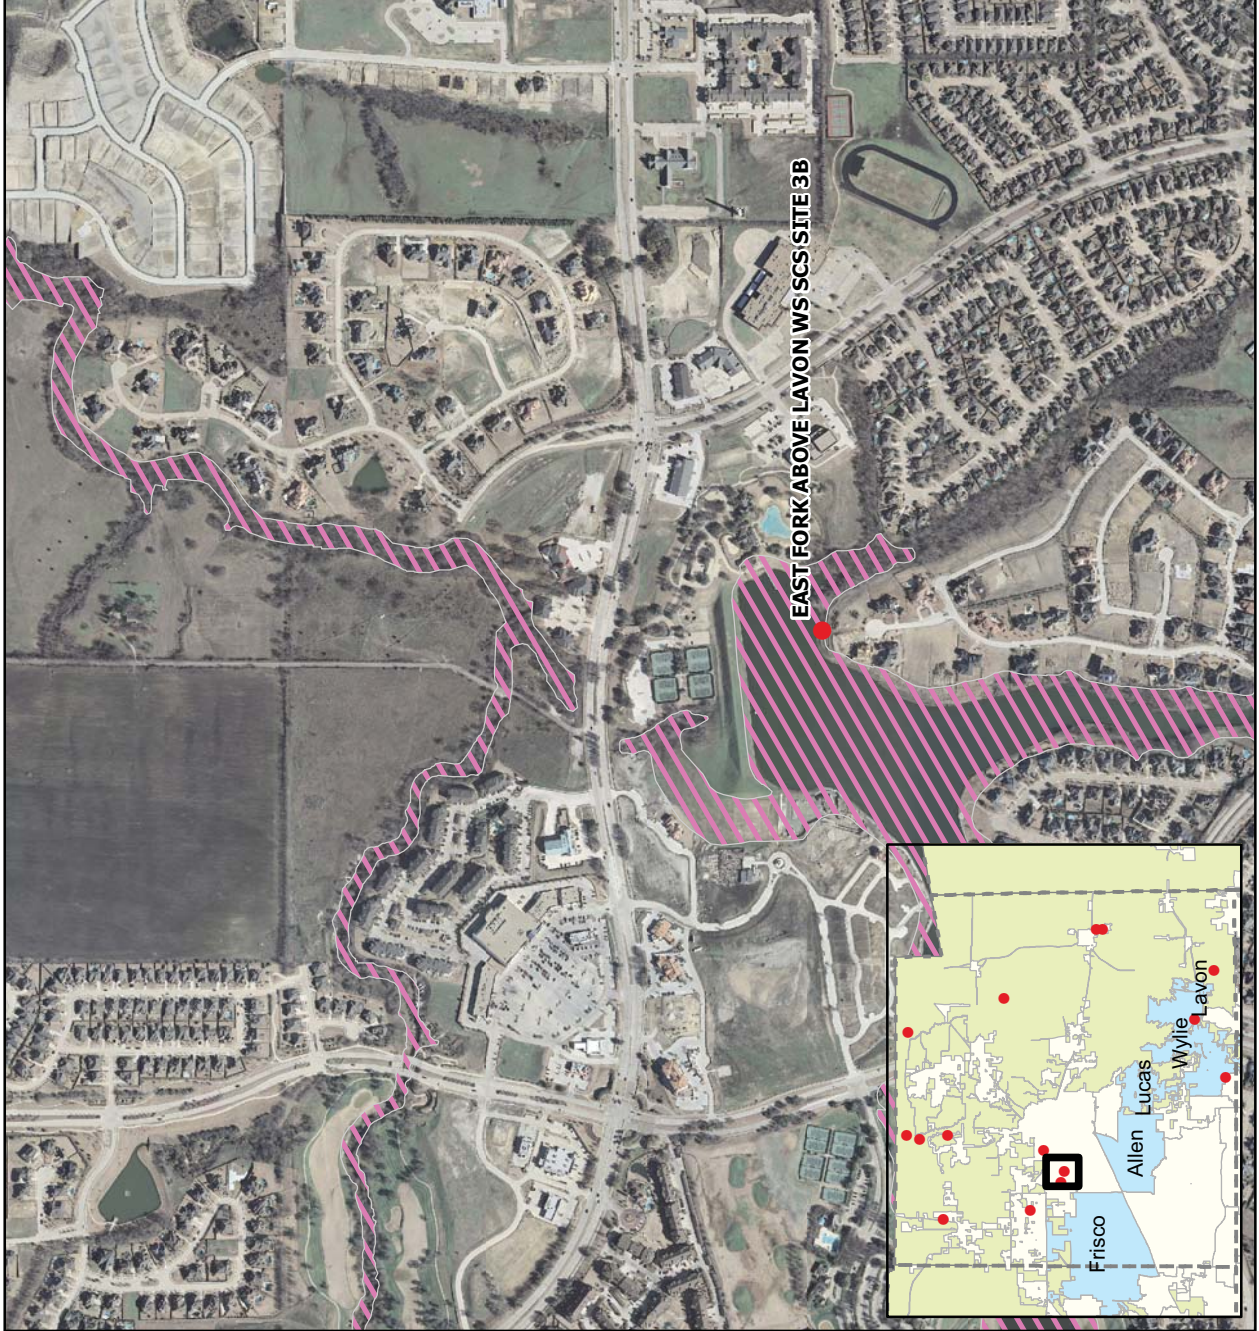 EAST FORK ABOVE LAVON WS SCS SITE 3B
Frisco
Allen
Lucas
Wylie
Lavon